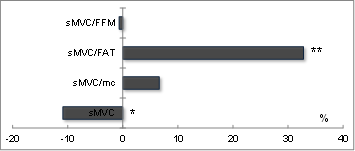 sMVC/FFM
sMVC/FAT **
sMVC/mc
sMVC *
%
-20 -10 0 10 20 30 40